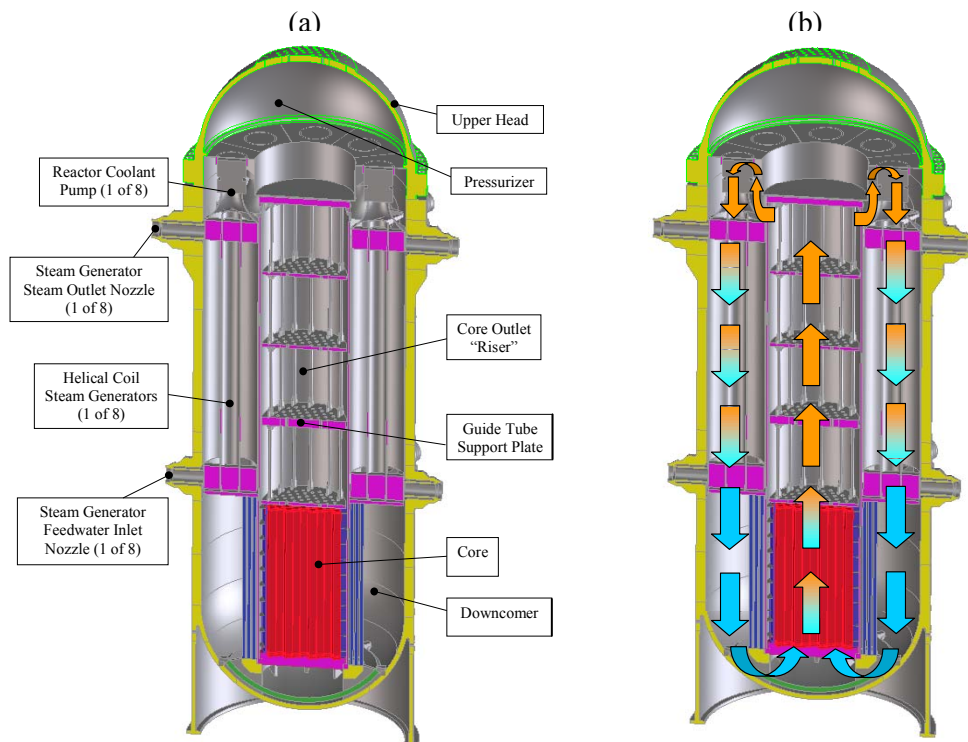 (a)
(b)
Upper Head
Reactor Coolant
Pump (1 of 8)
Pressurizer
Steam Generator
Steam Outlet Nozzle
(1 of 8)
Core Outlet
“Riser”
Helical Coil
Steam Generators
(1 of 8)
Guide Tube
Support Plate
Steam Generator
Feedwater Inlet
Nozzle (1 of 8)
Core
Downcomer